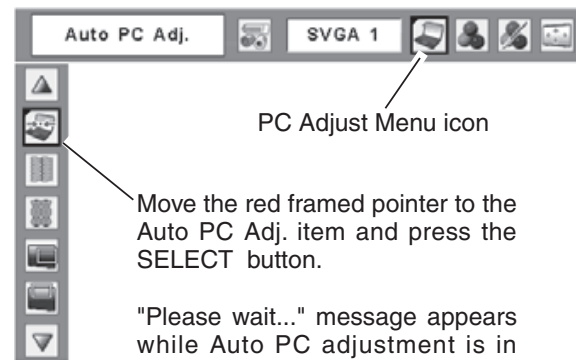 Auto PC Adj.
SVGA 1
PC Adjust Menu icon
Move the red framed pointer to the
Auto PC Adj. item and press the
SELECT button.
"Please wait..." message appears
while Auto PC adjustment is in